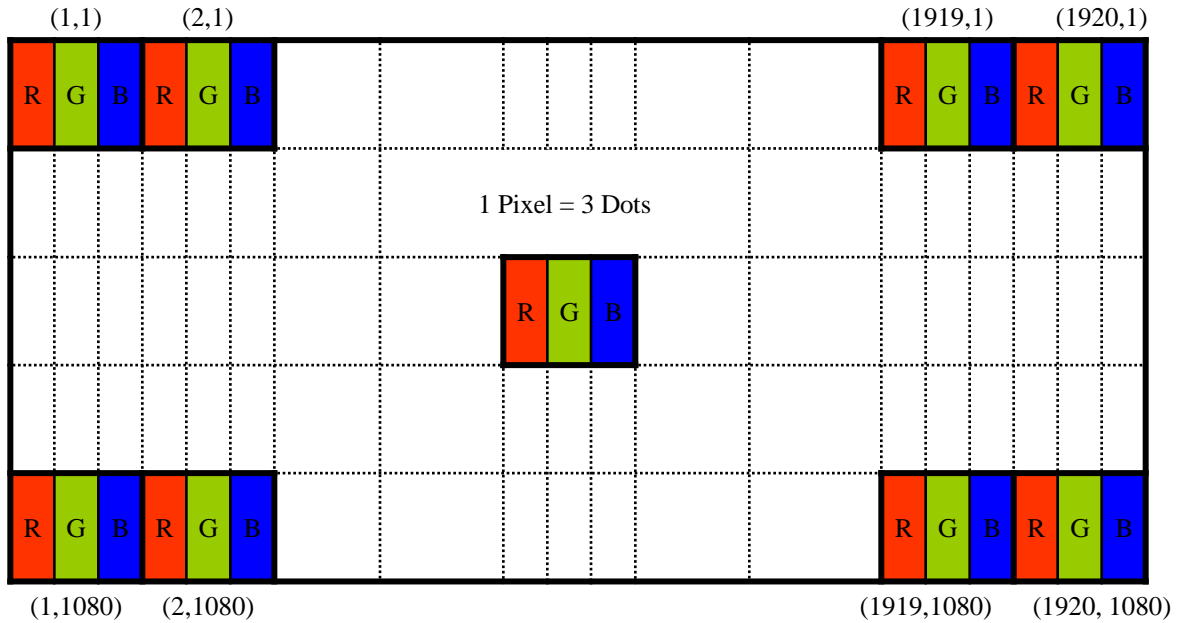 (1,1) (2,1) (1919,1) (1920,1)
R G B R G B R G B R G B
1 Pixel = 3 Dots
R G B
R G B R G B R G B R G B
(1,1080) (2,1080) (1919,1080) (1920, 1080)